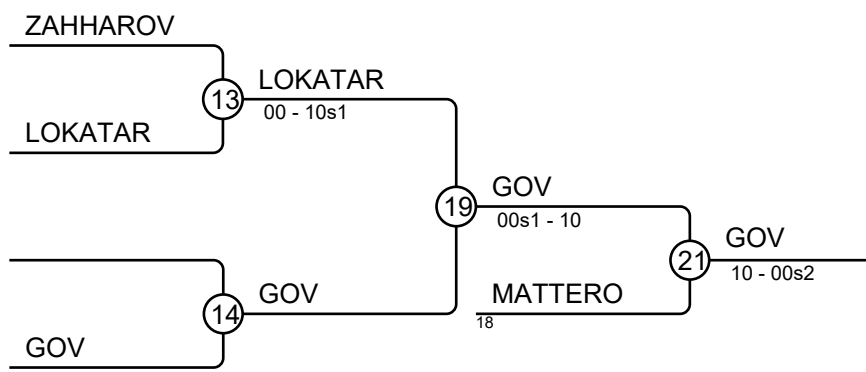 ZAHHAROV
LOKATAR
13
00 - 10s1
LOKATAR
GOV
19
00s1 - 10
GOV
21
10 - 00s2
MATTERO
18
14
GOV
GOV